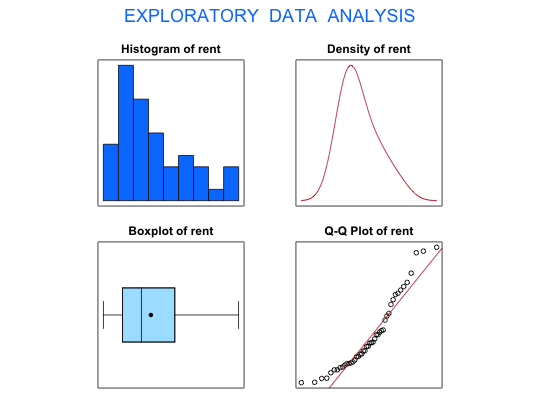 EXPLORATORY DATA ANALYSIS
Histogram of rent
Density of rent
Boxplot of rent
Q-Q Plot of rent